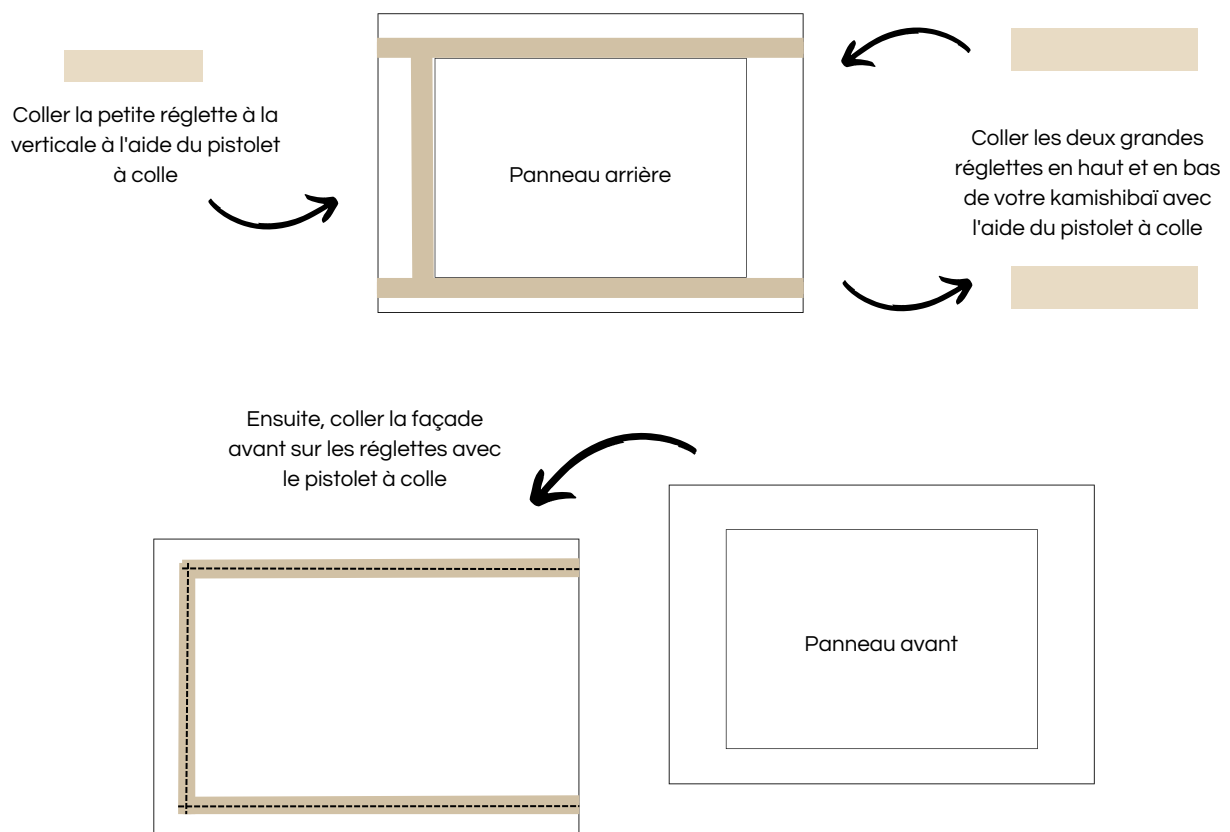 Coller la petite réglette à la
verticale à l'aide du pistolet
à colle
Panneau arrière
Coller les deux grandes
réglettes en haut et en bas
de votre kamishibaï avec
l'aide du pistolet à colle
Ensuite, coller la façade
avant sur les réglettes avec
le pistolet à colle
Panneau avant